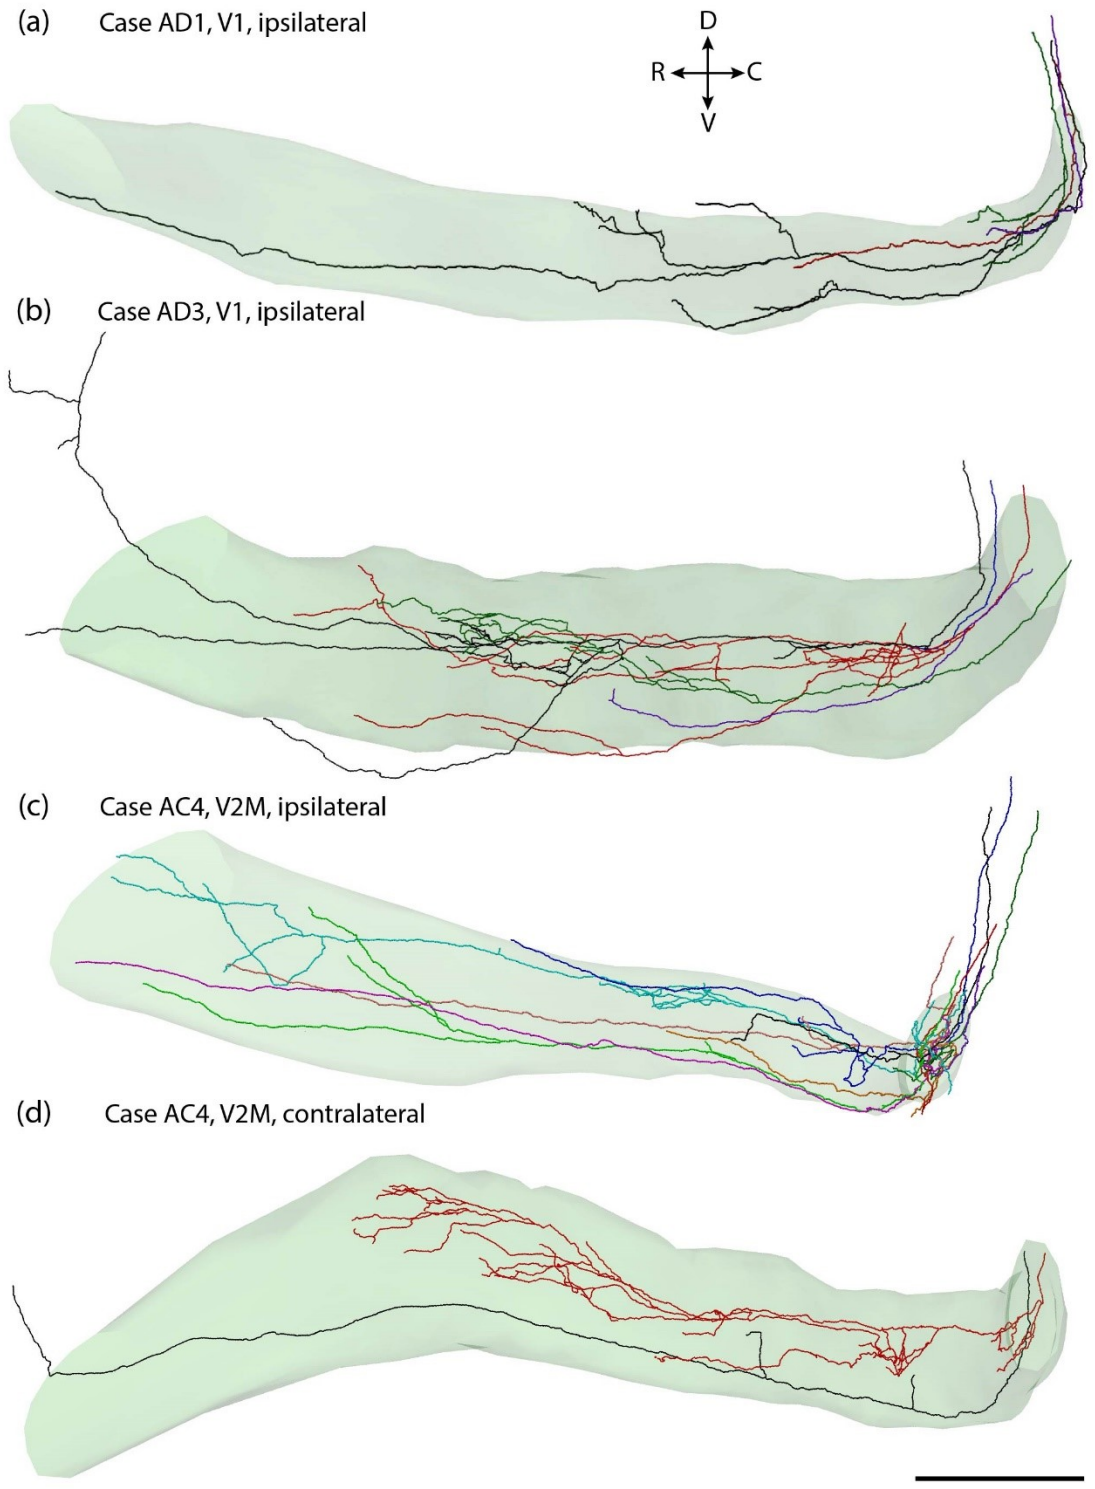 (a) Case AD1, V1, ipsilateral
D
R C
V
(b) Case AD3, V1, ipsilateral
(c) Case AC4, V2M, ipsilateral
(d) Case AC4, V2M, contralateral